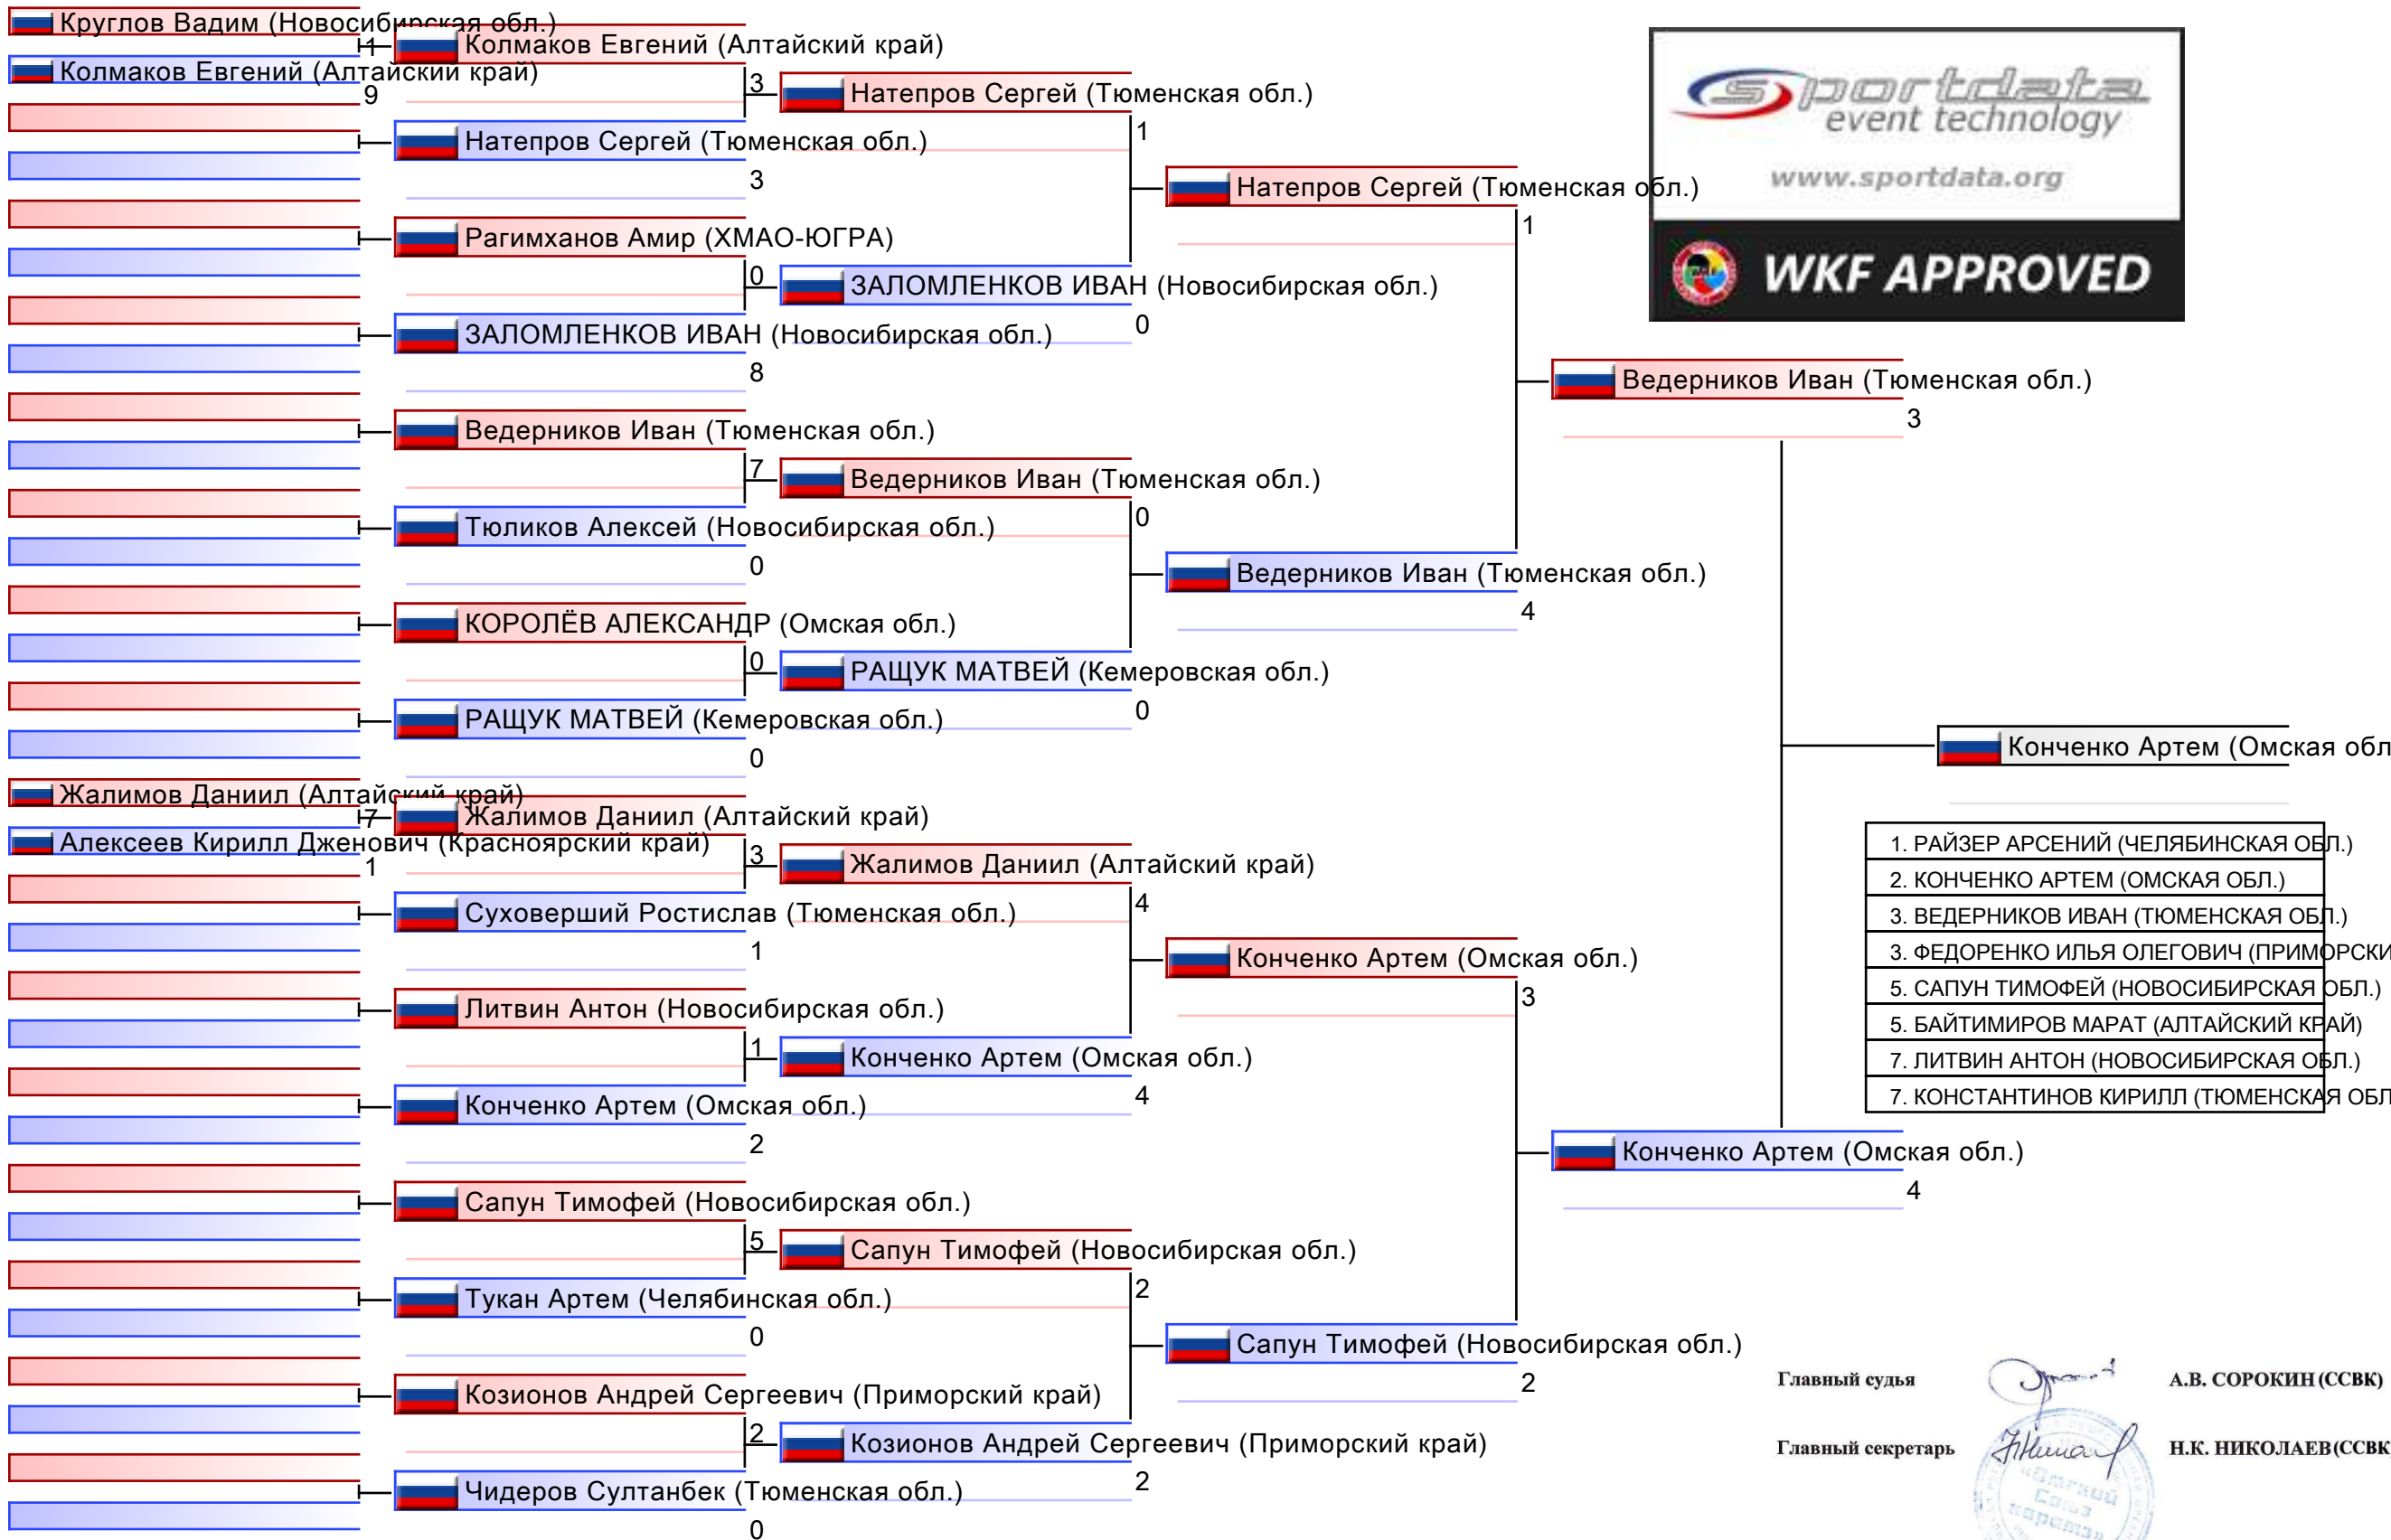 Круглов Вадим (Новосибирская обл.)
1
Колмаков Евгений (Алтайский край)
9
Колмаков Евгений (Алтайский край)
3
Натепров Сергей (Тюменская обл.)
3
Рагимханов Амир (ХМАО-ЮГРА)
0
ЗАЛОМЛЕНКОВ ИВАН (Новосибирская обл.)
8
Ведерников Иван (Тюменская обл.)
7
Тюликов Алексей (Новосибирская обл.)
0
КОРОЛЁВ АЛЕКСАНДР (Омская обл.)
0
РАЩУК МАТВЕЙ (Кемеровская обл.)
0
Жалимов Даниил (Алтайский край)
7
Алексеев Кирилл Дженович (Красноярский край)
1
Жалимов Даниил (Алтайский край)
3
Суховерший Ростислав (Тюменская обл.)
1
Литвин Антон (Новосибирская обл.)
1
Конченко Артем (Омская обл.)
2
Сапун Тимофей (Новосибирская обл.)
5
Тукан Артем (Челябинская обл.)
0
Козионов Андрей Сергеевич (Приморский край)
2
Чидеров Султанбек (Тюменская обл.)
0
Натепров Сергей (Тюменская обл.)
1
ЗАЛОМЛЕНКОВ ИВАН (Новосибирская обл.)
0
Ведерников Иван (Тюменская обл.)
0
РАЩУК МАТВЕЙ (Кемеровская обл.)
0
Жалимов Даниил (Алтайский край)
4
Конченко Артем (Омская обл.)
4
Сапун Тимофей (Новосибирская обл.)
2
Козионов Андрей Сергеевич (Приморский край)
2
Натепров Сергей (Тюменская обл.)
1
Ведерников Иван (Тюменская обл.)
4
Конченко Артем (Омская обл.)
3
Сапун Тимофей (Новосибирская обл.)
2
Ведерников Иван (Тюменская обл.)
3
Конченко Артем (Омская обл.)
4
Конченко Артем (Омская обл
sportdata
event technology
www.sportdata.org
WKF APPROVED
1. РАЙЗЕР АРСЕНИЙ (ЧЕЛЯБИНСКАЯ ОБЛ.)
2. КОНЧЕНКО АРТЕМ (ОМСКАЯ ОБЛ.)
3. ВЕДЕРНИКОВ ИВАН (ТЮМЕНСКАЯ ОБЛ.)
3. ФЕДОРЕНКО ИЛЬЯ ОЛЕГОВИЧ (ПРИМОРСКИ
5. САПУН ТИМОФЕЙ (НОВОСИБИРСКАЯ ОБЛ.)
5. БАЙТИМИРОВ МАРАТ (АЛТАЙСКИЙ КРАЙ)
7. ЛИТВИН АНТОН (НОВОСИБИРСКАЯ ОБЛ.)
7. КОНСТАНТИНОВ КИРИЛЛ (ТЮМЕНСКАЯ ОБЛ
Главный судья
А.В. СОРОКИН (ССВК)
Главный секретарь
Н.К. НИКОЛАЕВ (ССВК
«Омский
Союз
каратэ»